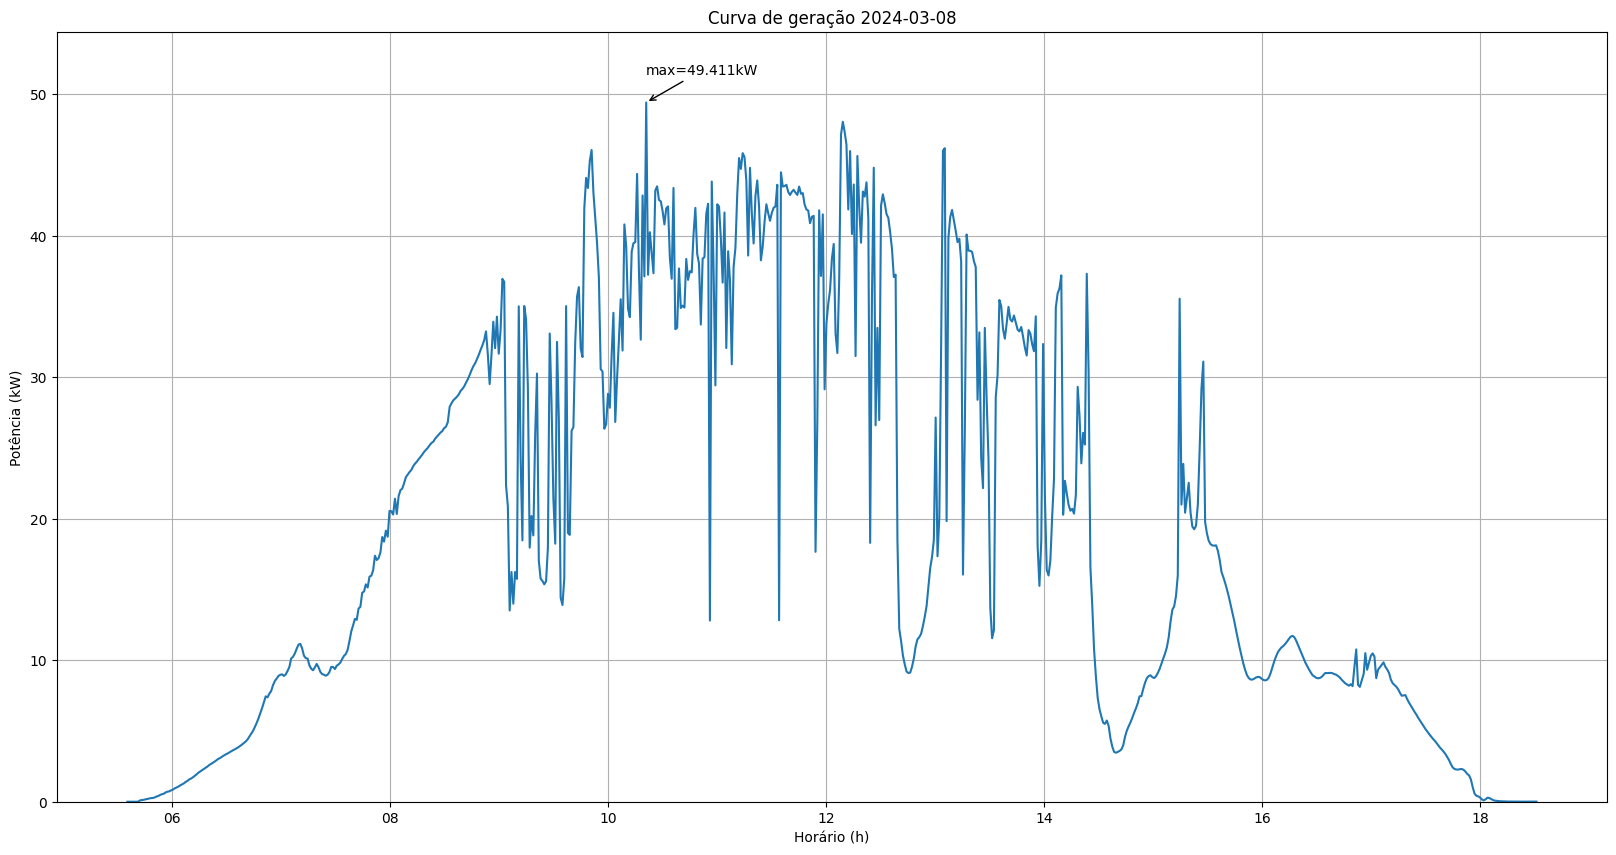 Curva de geração 2024-03-08
max=49.411kW
Potência (kW)
50
40
30
20
10
0
06 08 10 12 14 16 18
Horário (h)